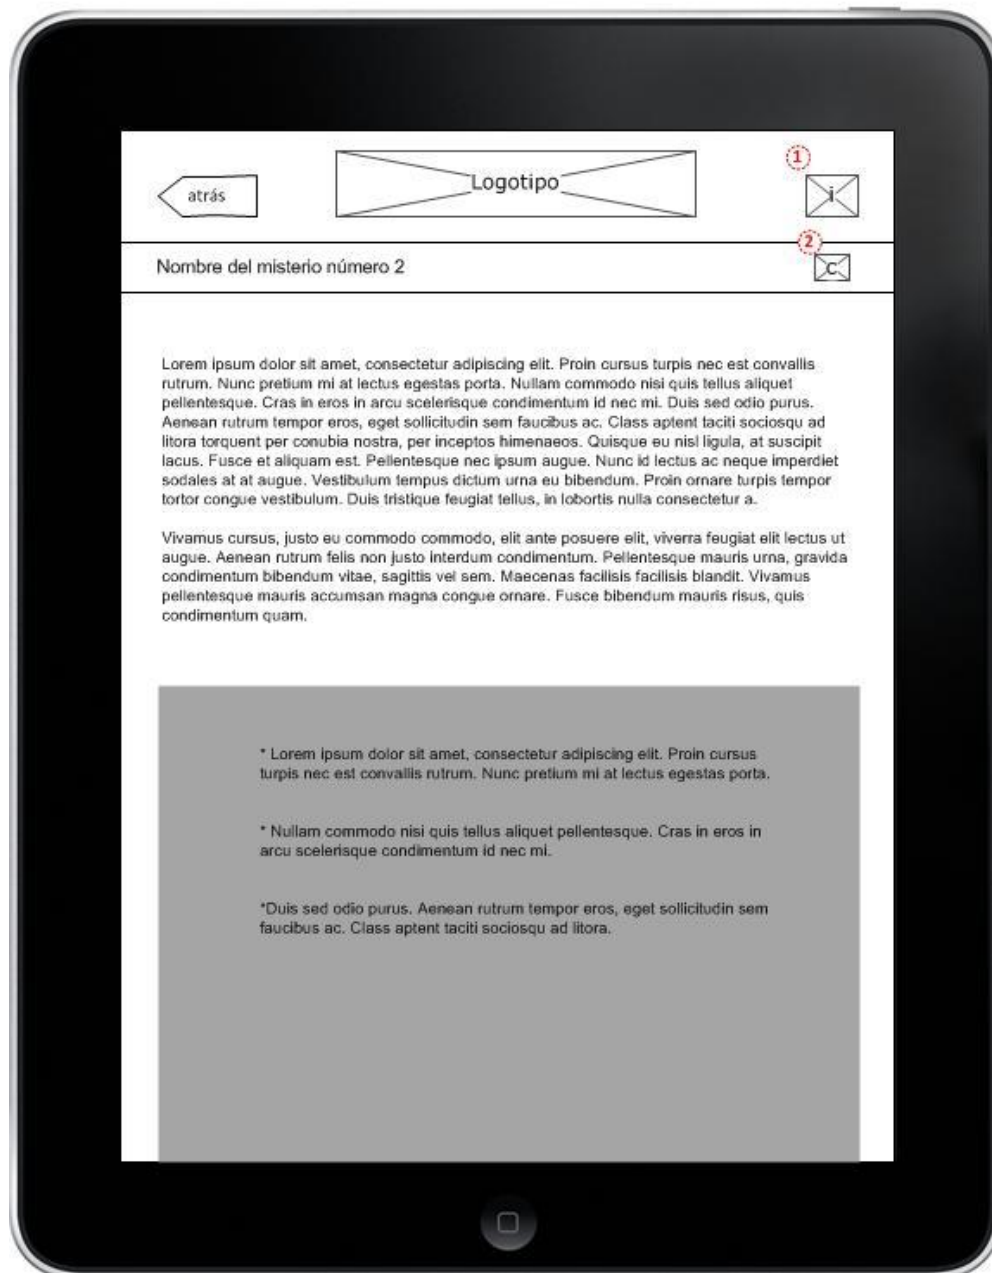 1
atrás
Logotipo
i
2
Nombre del misterio número 2
C
Lorem ipsum dolor sit amet, consectetur adipiscing elit. Proin cursus turpis nec est convallis
rutrum. Nunc pretium mi at lectus egestas porta. Nullam commodo nisi quis tellus aliquet
pellentesque. Cras in eros in arcu scelerisque condimentum id nec mi. Duis sed odio purus.
Aenean rutrum tempor eros, eget sollicitudin sem faucibus ac. Class aptent taciti sociosqu ad
litora torquent per conubia nostra, per inceptos himenaeos. Quisque eu nisl ligula, at suscipit
lacus. Fusce et aliquam est. Pellentesque nec ipsum augue. Nunc id lectus ac neque imperdiet
sodales at at augue. Vestibulum tempus dictum urna eu bibendum. Proin ornare turpis tempor
tortor congue vestibulum. Duis tristique feugiat tellus, in lobortis nulla consectetur a.
Vivamus cursus, justo eu commodo commodo, elit ante posuere elit, viverra feugiat elit lectus ut
augue. Aenean rutrum felis non justo interdum condimentum. Pellentesque mauris urna, gravida
condimentum bibendum vitae, sagittis vel sem. Maecenas facilisis facilisis blandit. Vivamus
pellentesque mauris accumsan magna congue ornare. Fusce bibendum mauris risus, quis
condimentum quam.
* Lorem ipsum dolor sit amet, consectetur adipiscing elit. Proin cursus
turpis nec est convallis rutrum. Nunc pretium mi at lectus egestas porta.
* Nullam commodo nisi quis tellus aliquet pellentesque. Cras in eros in
arcu scelerisque condimentum id nec mi.
*Duis sed odio purus. Aenean rutrum tempor eros, eget sollicitudin sem
faucibus ac. Class aptent taciti sociosqu ad litora.